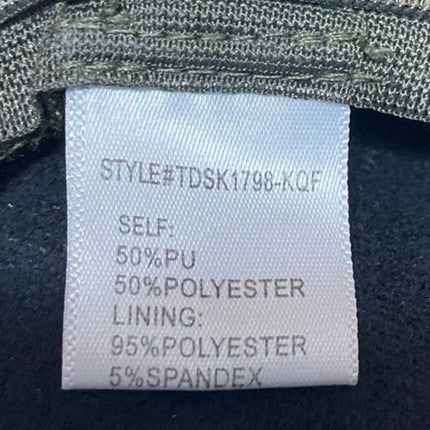 STYLE#TDSK1798-KQF
SELF:
50%PU
50%POLYESTER
LINING:
95%POLYESTER
5%SPANDEX